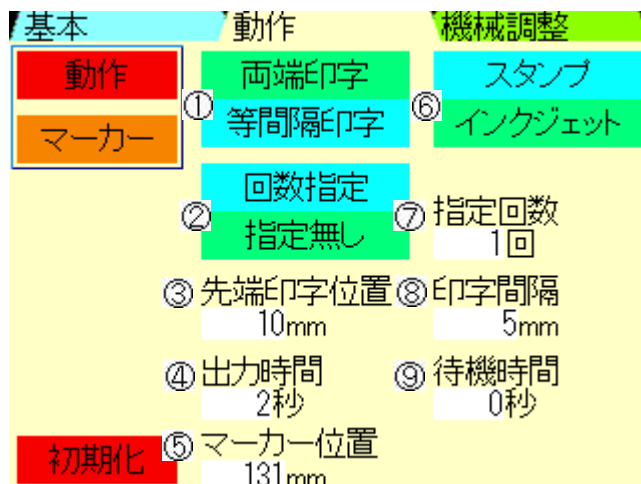 基本 動作 機械調整
動作
マーカー
① 両端印字
等間隔印字
⑥ スタンプ
インクジェット
② 回数指定
指定無し
⑦ 指定回数
1回
③ 先端印字位置
10mm
⑧ 印字間隔
5mm
④ 出力時間
2秒
⑨ 待機時間
0秒
初期化
⑤ マーカー位置
131mm